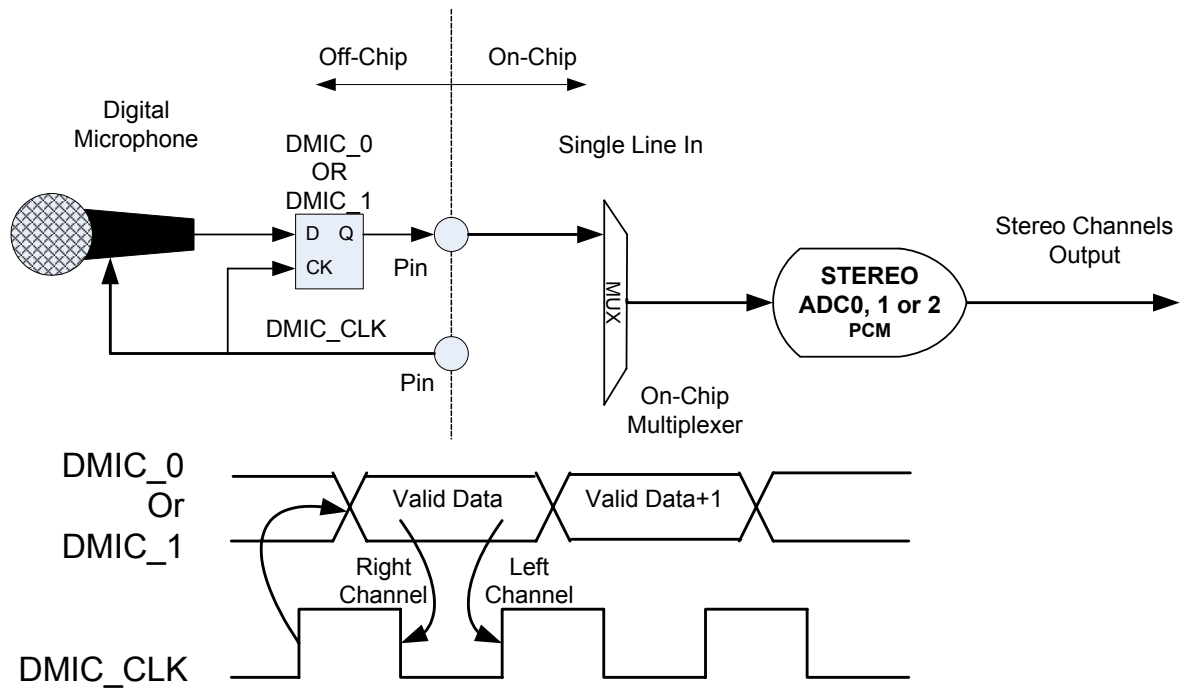 Off-Chip
On-Chip
Digital
Microphone
DMIC_0
OR
DMIC_1
Single Line In
D Q
CK
Pin
MUX
STEREO
ADC0, 1 or 2
PCM
Stereo Channels
Output
DMIC_CLK
Pin
On-Chip
Multiplexer
DMIC_0
Or
DMIC_1
Valid Data
Valid Data+1
Right
Channel
Left
Channel
DMIC_CLK